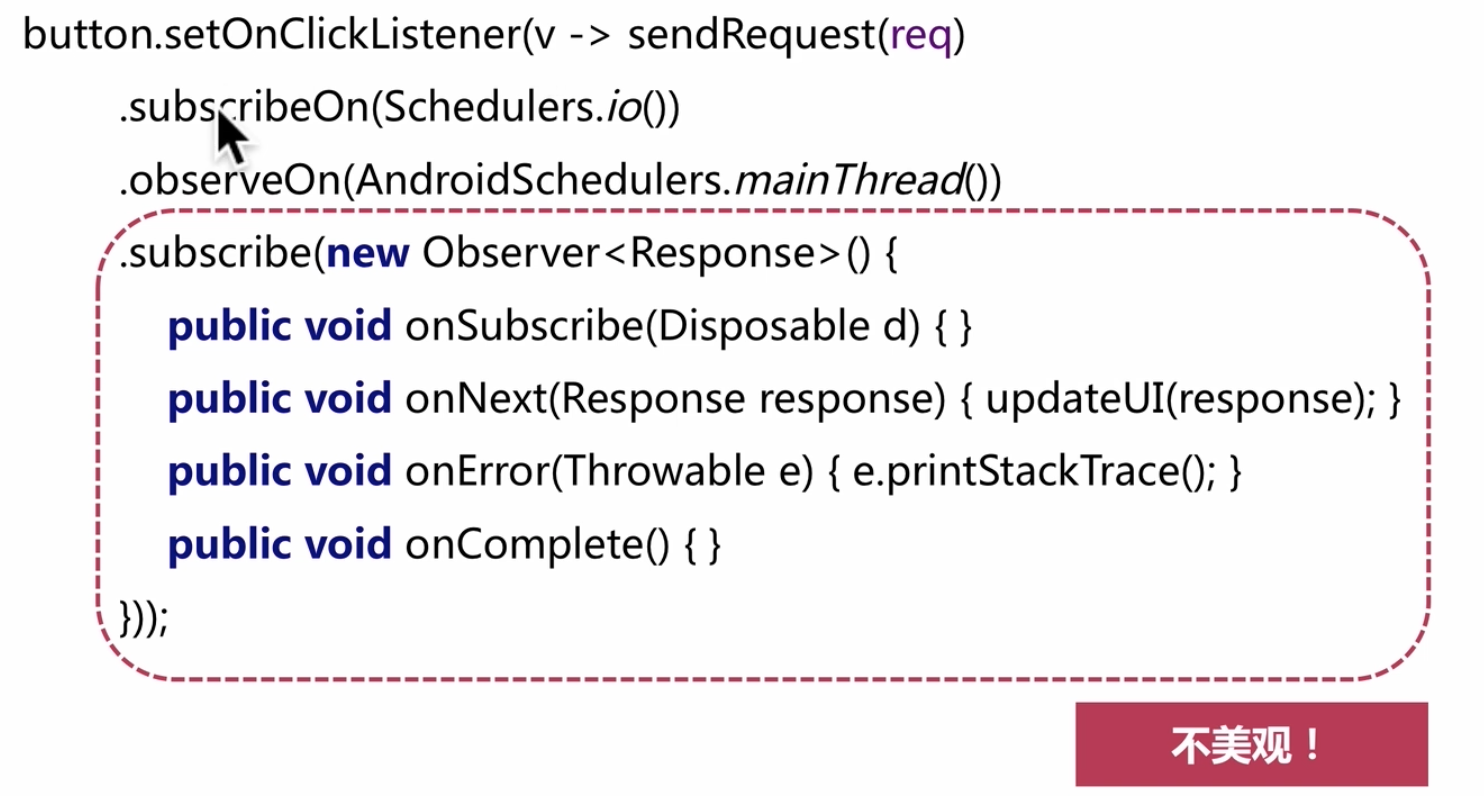 button.setOnClickListener(v -> sendRequest(req)
.subscribeOn(Schedulers.io())
.observeOn(AndroidSchedulers.mainThread())
.subscribe(new Observer<Response>() {
public void onSubscribe(Disposable d) { }
public void onNext(Response response) { updateUI(response); }
public void onError(Throwable e) { e.printStackTrace(); }
public void onComplete() { }
}));
不美观！